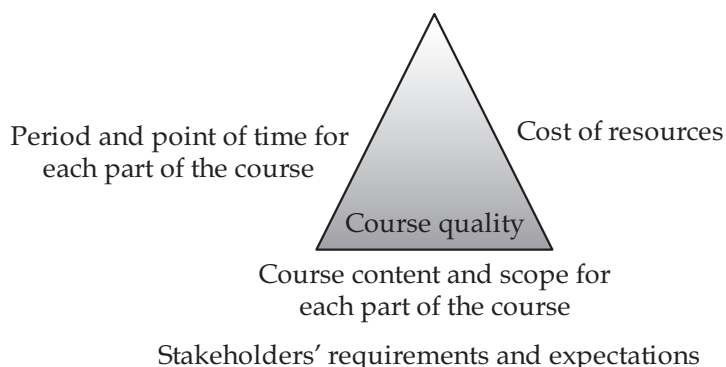 Period and point of time for
each part of the course
Cost of resources
Course quality
Course content and scope for
each part of the course
Stakeholders’ requirements and expectations